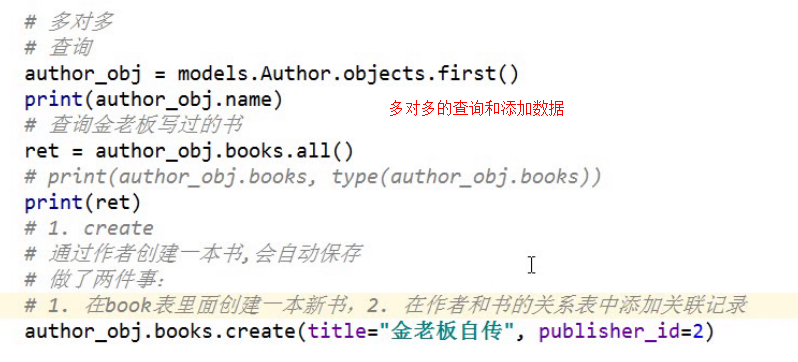 # 多对多
# 查询
author_obj = models.Author.objects.first()
print(author_obj.name)
多对多的查询和添加数据
# 查询金老板写过的书
ret = author_obj.books.all()
# print(author_obj.books, type(author_obj.books))
print(ret)
# 1. create
# 通过作者创建一本书,会自动保存
# 做了两件事:
# 1. 在book表里面创建一本新书，2. 在作者和书的关系表中添加关联记录
author_obj.books.create(title="金老板自传", publisher_id=2)